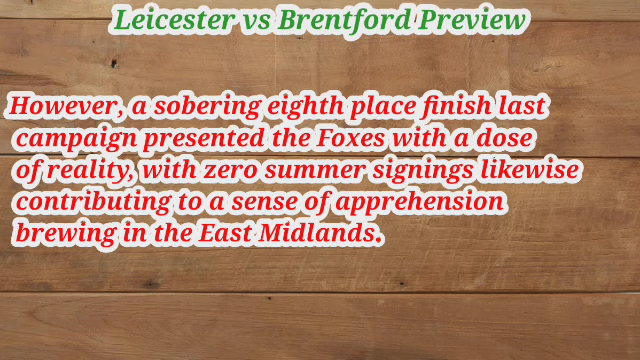 Leicester vs Brentford Preview
However, a sobering eighth place finish last
campaign presented the Foxes with a dose
of reality, with zero summer signings likewise
contributing to a sense of apprehension
brewing in the East Midlands.